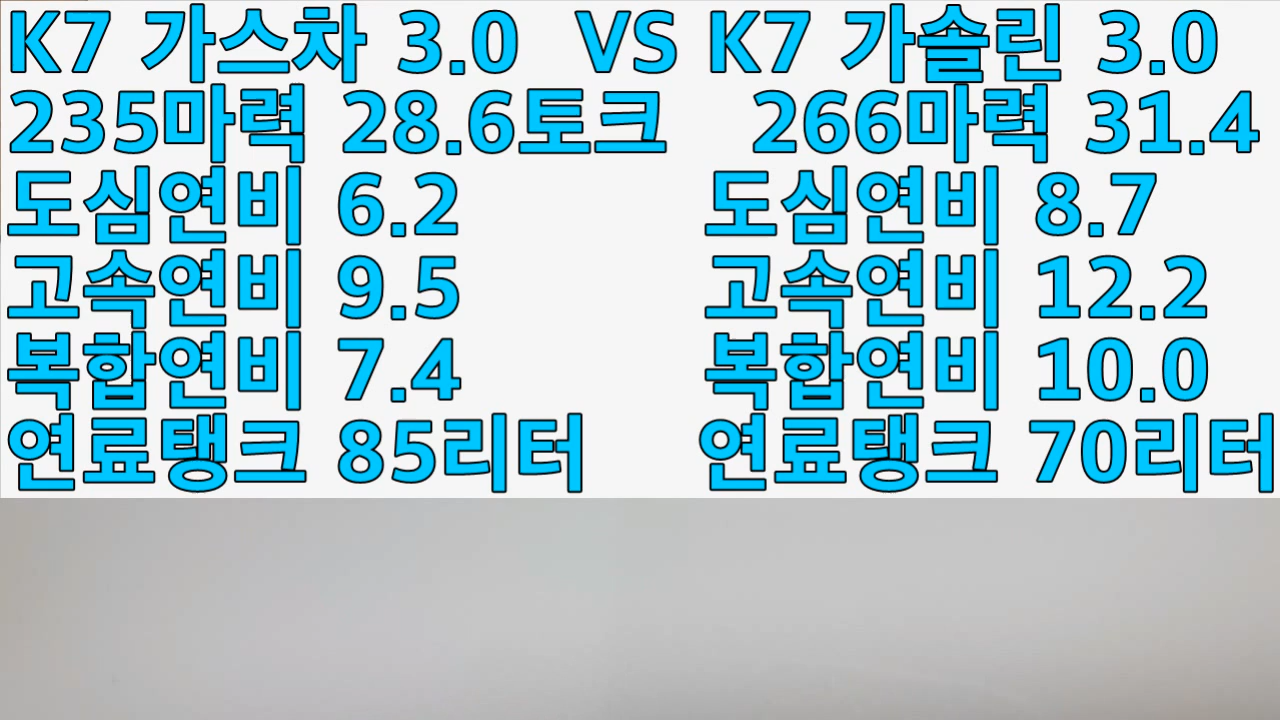 K7 가스차 3.0 VS K7 가솔린 3.0
235마력 28.6토크 266마력 31.4
도심연비 6.2 도심연비 8.7
고속연비 9.5 고속연비 12.2
복합연비 7.4 복합연비 10.0
연료탱크 85리터 연료탱크 70리터